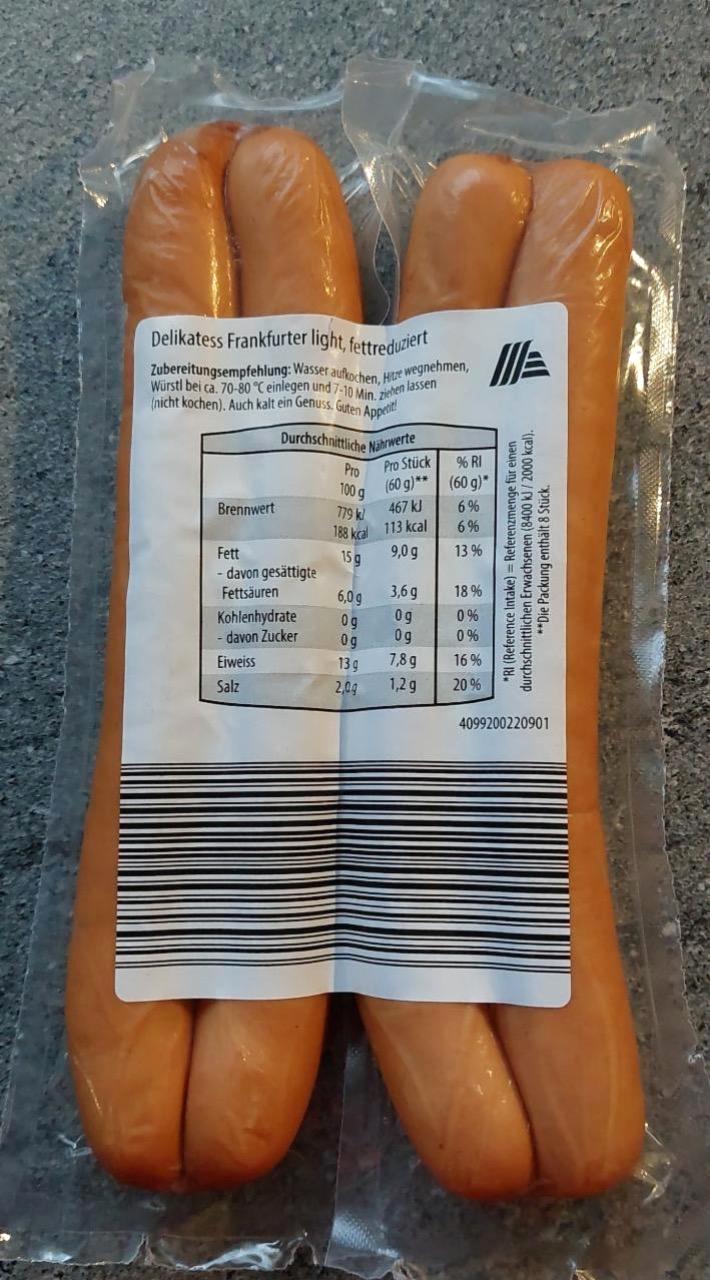 Delikatess Frankfurter light, fettreduziert
Zubereitungsempfehlung: Wasser aufkochen, Hitze wegnehmen,
Würstl bei ca. 70-80 °C einlegen und 7-10 Min. ziehen lassen
(nicht kochen). Auch kalt ein Genuss. Guten Appetit!
Durchschnittliche Nährwerte
Pro 100 g Pro Stück (60 g)** % RI (60 g)*
Brennwert 779 kJ 467 kJ 6 %
188 kcal 113 kcal 6 %
Fett 15 g 9,0 g 13 %
- davon gesättigte
Fettsäuren 6,0 g 3,6 g 18 %
Kohlenhydrate 0 g 0 g 0 %
- davon Zucker 0 g 0 g 0 %
Eiweiss 13 g 7,8 g 16 %
Salz 2,0 g 1,2 g 20 %
*RI (Reference Intake) = Referenzmenge für einen
durchschnittlichen Erwachsenen (8400 kJ / 2000 kcal).
**Die Packung enthält 8 Stück.
4099200220901